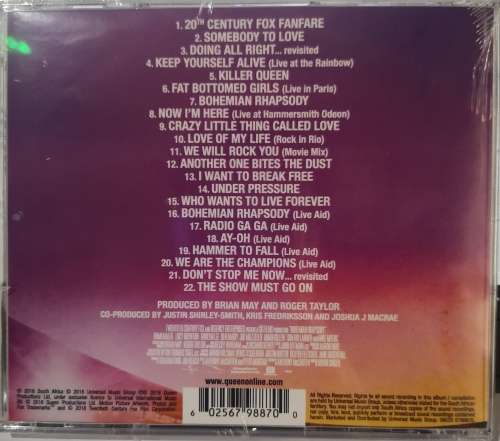 1. 20TH CENTURY FOX FANFARE
2. SOMEBODY TO LOVE
3. DOING ALL RIGHT... revisited
4. KEEP YOURSELF ALIVE (Live at the Rainbow)
5. KILLER QUEEN
6. FAT BOTTOMED GIRLS (Live in Paris)
7. BOHEMIAN RHAPSODY
8. NOW I'M HERE (Live at Hammersmith Odeon)
9. CRAZY LITTLE THING CALLED LOVE
10. LOVE OF MY LIFE (Rock in Rio)
11. WE WILL ROCK YOU (Movie Mix)
12. ANOTHER ONE BITES THE DUST
13. I WANT TO BREAK FREE
14. UNDER PRESSURE
15. WHO WANTS TO LIVE FOREVER
16. BOHEMIAN RHAPSODY (Live Aid)
17. RADIO GA GA (Live Aid)
18. AY-OH (Live Aid)
19. HAMMER TO FALL (Live Aid)
20. WE ARE THE CHAMPIONS (Live Aid)
21. DON'T STOP ME NOW... revisited
22. THE SHOW MUST GO ON
PRODUCED BY BRIAN MAY AND ROGER TAYLOR
CO-PRODUCED BY JUSTIN SHIRLEY-SMITH, KRIS FREDRIKSSON AND JOSHUA J MACRAE
www.queenonline.com
6 02567 98870 0